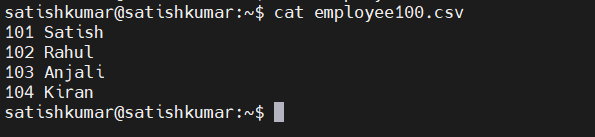 satishkumar@satishkumar:~$ cat employee100.csv
101 Satish
102 Rahul
103 Anjali
104 Kiran
satishkumar@satishkumar:~$